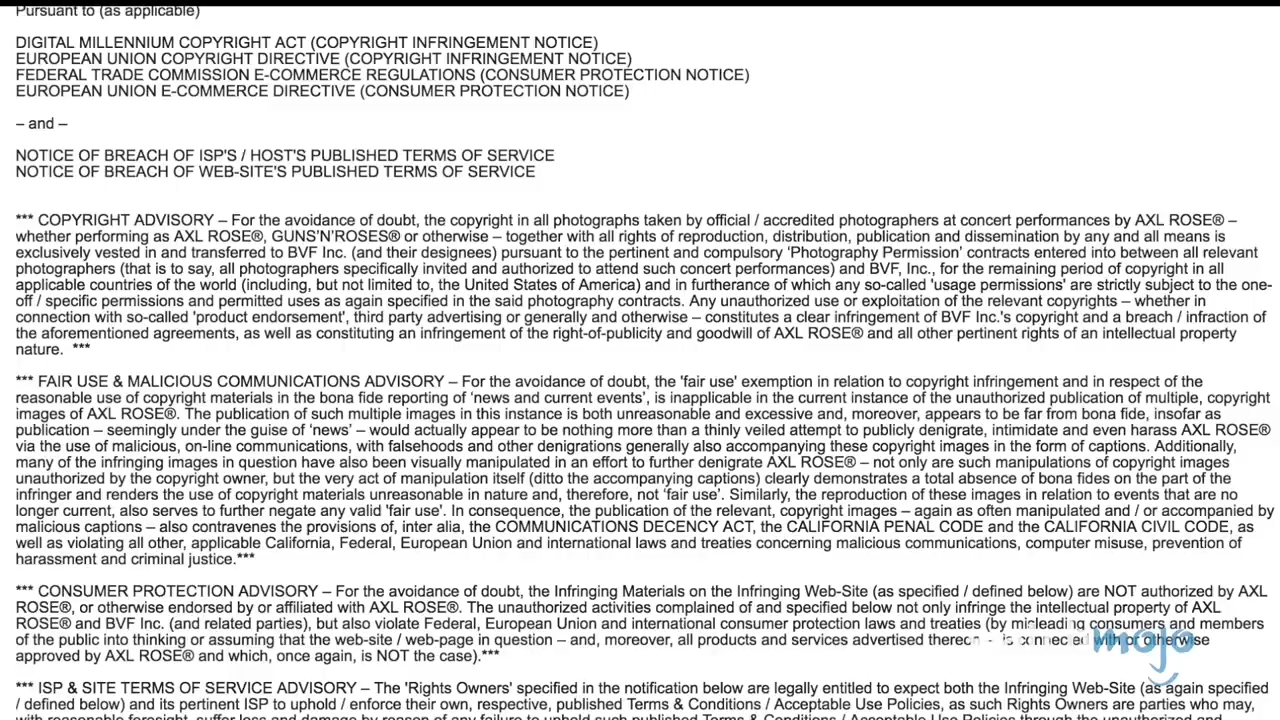 Pursuant to (as applicable)
DIGITAL MILLENNIUM COPYRIGHT ACT (COPYRIGHT INFRINGEMENT NOTICE)
EUROPEAN UNION COPYRIGHT DIRECTIVE (COPYRIGHT INFRINGEMENT NOTICE)
FEDERAL TRADE COMMISSION E-COMMERCE REGULATIONS (CONSUMER PROTECTION NOTICE)
EUROPEAN UNION E-COMMERCE DIRECTIVE (CONSUMER PROTECTION NOTICE)
– and –
NOTICE OF BREACH OF ISP'S / HOST'S PUBLISHED TERMS OF SERVICE
NOTICE OF BREACH OF WEB-SITE'S PUBLISHED TERMS OF SERVICE
*** COPYRIGHT ADVISORY – For the avoidance of doubt, the copyright in all photographs taken by official / accredited photographers at concert performances by AXL ROSE® –
whether performing as AXL ROSE®, GUNS'N'ROSES® or otherwise – together with all rights of reproduction, distribution, publication and dissemination by any and all means is
exclusively vested in and transferred to BVF Inc. (and their designees) pursuant to the pertinent and compulsory 'Photography Permission' contracts entered into between all relevant
photographers (that is to say, all photographers specifically invited and authorized to attend such concert performances) and BVF, Inc., for the remaining period of copyright in all
applicable countries of the world (including, but not limited to, the United States of America) and in furtherance of which any so-called 'usage permissions' are strictly subject to the one-
off / specific permissions and permitted uses as again specified in the said photography contracts. Any unauthorized use or exploitation of the relevant copyrights – whether in
connection with so-called 'product endorsement', third party advertising or generally and otherwise – constitutes a clear infringement of BVF Inc.'s copyright and a breach / infraction of
the aforementioned agreements, as well as constituting an infringement of the right-of-publicity and goodwill of AXL ROSE® and all other pertinent rights of an intellectual property
nature. ***
*** FAIR USE & MALICIOUS COMMUNICATIONS ADVISORY – For the avoidance of doubt, the 'fair use' exemption in relation to copyright infringement and in respect of the
reasonable use of copyright materials in the bona fide reporting of 'news and current events', is inapplicable in the current instance of the unauthorized publication of multiple, copyright
images of AXL ROSE®. The publication of such multiple images in this instance is both unreasonable and excessive and, moreover, appears to be far from bona fide, insofar as
publication – seemingly under the guise of 'news' – would actually appear to be nothing more than a thinly veiled attempt to publicly denigrate, intimidate and even harass AXL ROSE®
via the use of malicious, on-line communications, with falsehoods and other denigrations generally also accompanying these copyright images in the form of captions. Additionally,
many of the infringing images in question have also been visually manipulated in an effort to further denigrate AXL ROSE® – not only are such manipulations of copyright images
unauthorized by the copyright owner, but the very act of manipulation itself (ditto the accompanying captions) clearly demonstrates a total absence of bona fides on the part of the
infringer and renders the use of copyright materials unreasonable in nature and, therefore, not 'fair use'. Similarly, the reproduction of these images in relation to events that are no
longer current, also serves to further negate any valid 'fair use'. In consequence, the publication of the relevant, copyright images – again as often manipulated and / or accompanied by
malicious captions – also contravenes the provisions of, inter alia, the COMMUNICATIONS DECENCY ACT, the CALIFORNIA PENAL CODE and the CALIFORNIA CIVIL CODE, as
well as violating all other, applicable California, Federal, European Union and international laws and treaties concerning malicious communications, computer misuse, prevention of
harassment and criminal justice.***
*** CONSUMER PROTECTION ADVISORY – For the avoidance of doubt, the Infringing Materials on the Infringing Web-Site (as specified / defined below) are NOT authorized by AXL
ROSE®, or otherwise endorsed by or affiliated with AXL ROSE®. The unauthorized activities complained of and specified below not only infringe the intellectual property of AXL
ROSE® and BVF Inc. (and related parties), but also violate Federal, European Union and international consumer protection laws and treaties (by misleading consumers and members
of the public into thinking or assuming that the web-site / web-page in question – and, moreover, all products and services advertised thereon – is connected with or otherwise
approved by AXL ROSE® and which, once again, is NOT the case).***
mojo
*** ISP & SITE TERMS OF SERVICE ADVISORY – The 'Rights Owners' specified in the notification below are legally entitled to expect both the Infringing Web-Site (as again specified
/ defined below) and its pertinent ISP to uphold / enforce their own, respective, published Terms & Conditions / Acceptable Use Policies, as such Rights Owners are parties who may,
with reasonable foresight, suffer loss and damage by reason of any failure to uphold such published Terms & Conditions / Acceptable Use Policies through the unauthorized and